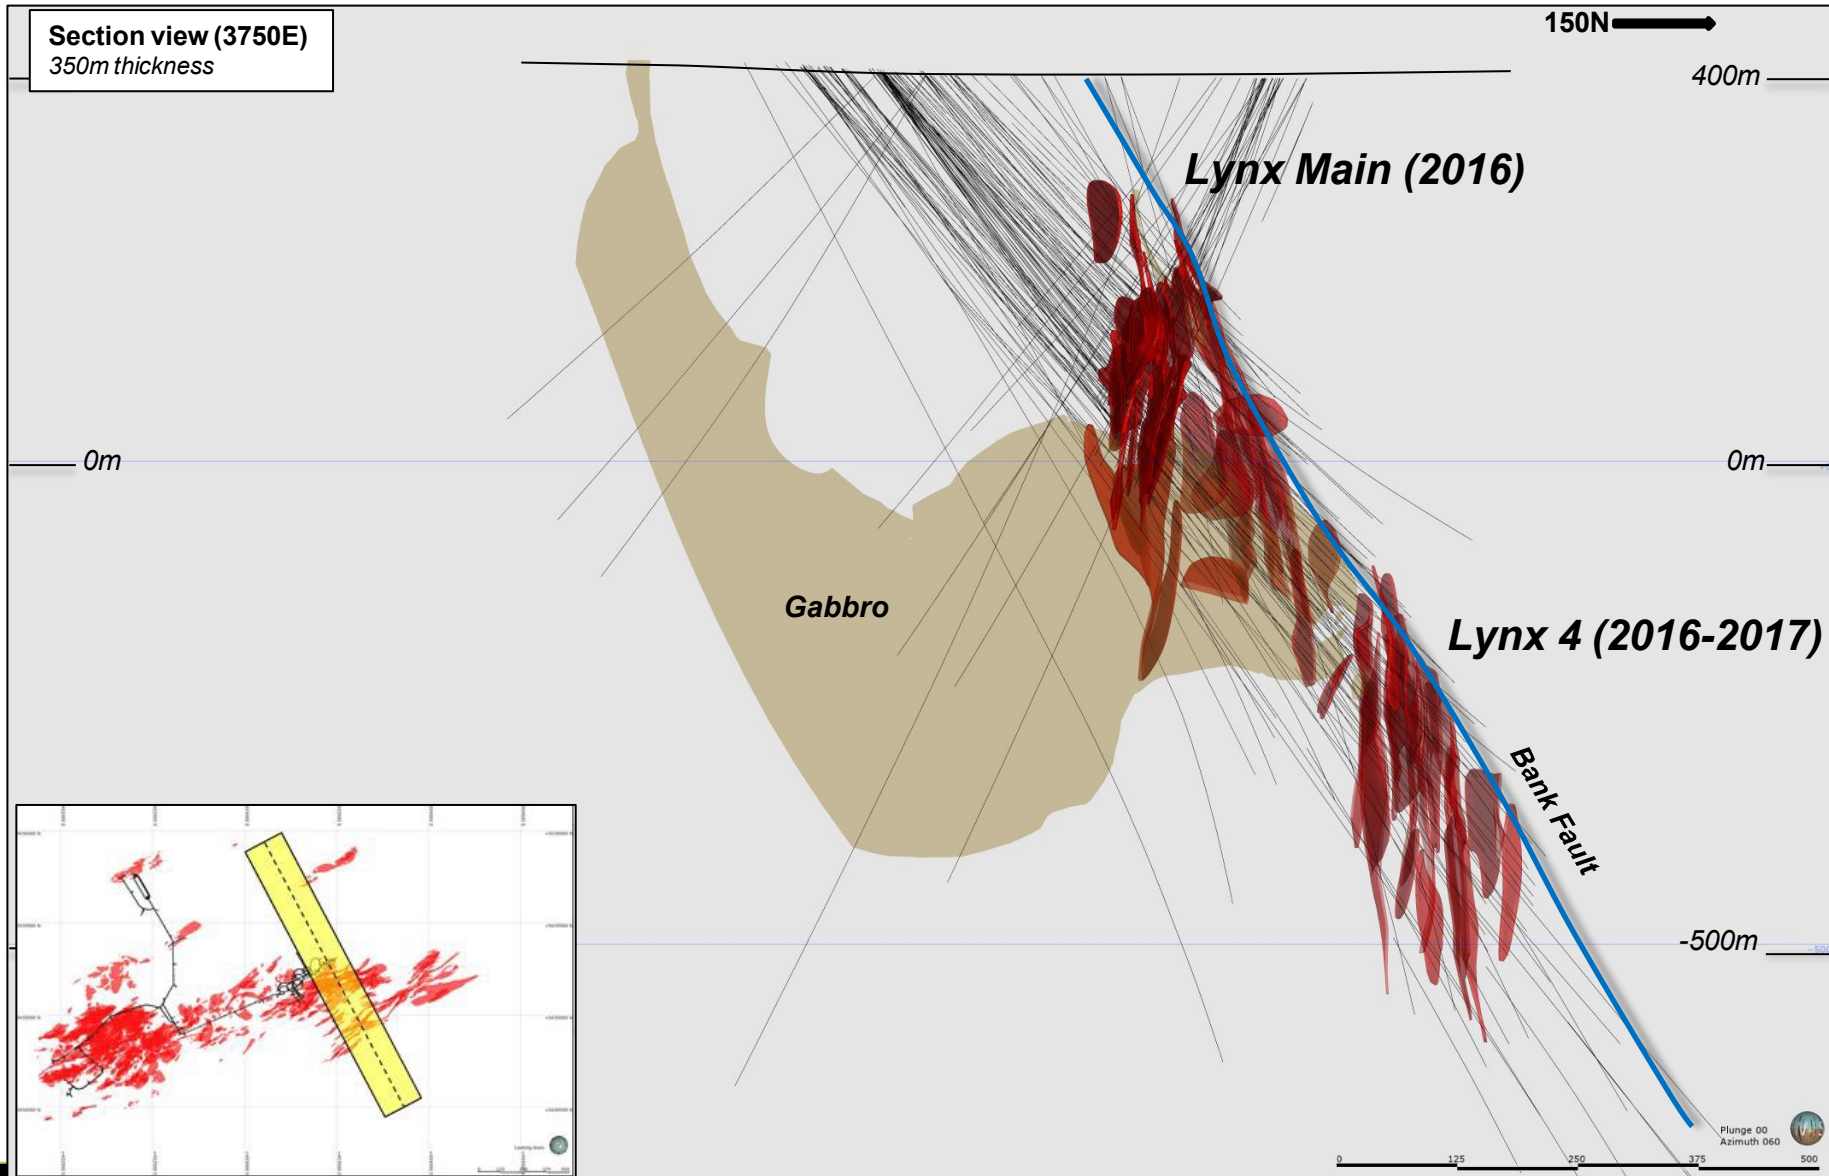 Section view (3750E)
350m thickness
150N
400m
Lynx Main (2016)
0m
0m
Gabbro
Lynx 4 (2016-2017)
Bank Fault
-500m
Plunge 00
Azimuth 060
0 125 250 375 500